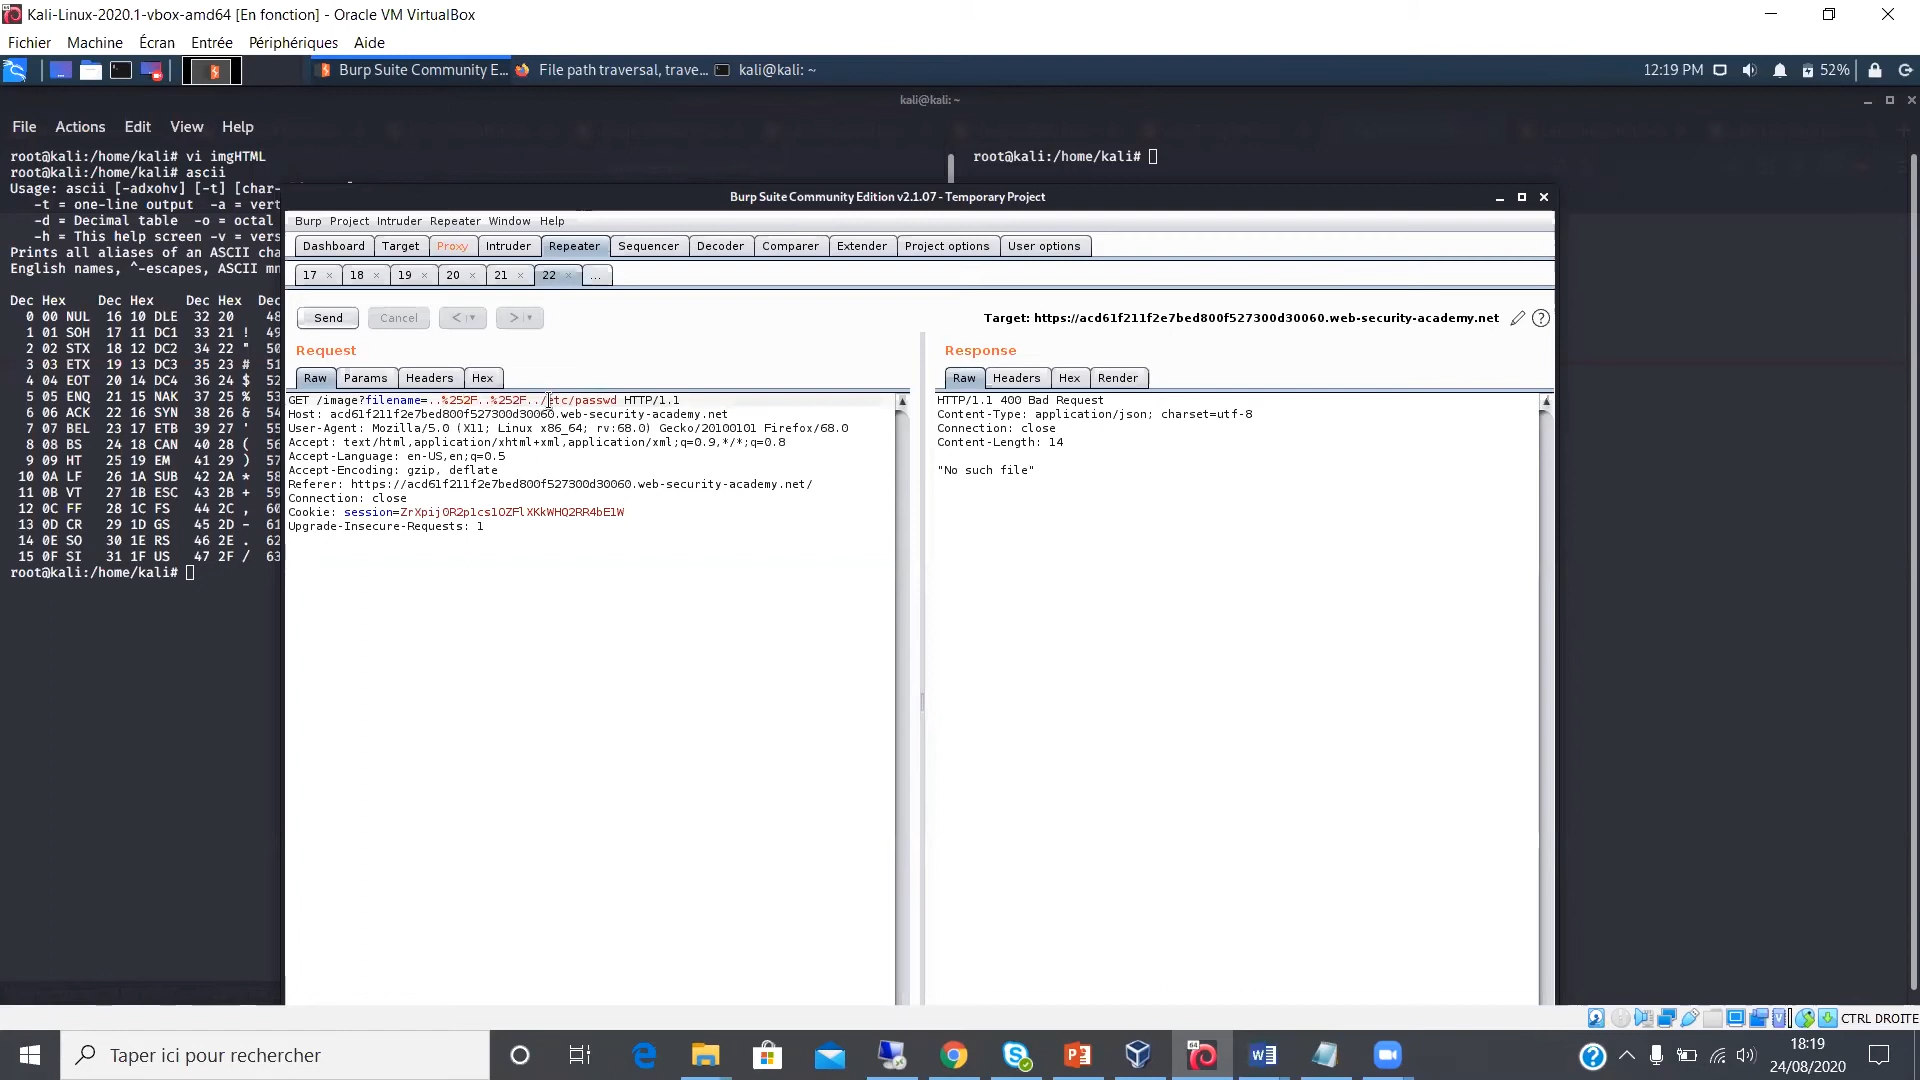 Kali-Linux-2020.1-vbox-amd64 [En fonction] - Oracle VM VirtualBox
Fichier Machine Écran Entrée Périphériques Aide
Burp Suite Community E... File path traversal, trave... kali@kali: ~ 12:19 PM 52%
kali@kali: ~
File Actions Edit View Help
root@kali:/home/kali# vi imgHTML
root@kali:/home/kali# ascii
Usage: ascii [-adxohv] [-t] [char-
-t = one-line output -a = vert
-d = Decimal table -o = octal
-h = This help screen -v = vers
Prints all aliases of an ASCII cha
English names, ^-escapes, ASCII mn
Dec Hex Dec Hex Dec Hex Dec
0 00 NUL 16 10 DLE 32 20 48
1 01 SOH 17 11 DC1 33 21 ! 49
2 02 STX 18 12 DC2 34 22 " 50
3 03 ETX 19 13 DC3 35 23 # 51
4 04 EOT 20 14 DC4 36 24 $ 52
5 05 ENQ 21 15 NAK 37 25 % 53
6 06 ACK 22 16 SYN 38 26 & 54
7 07 BEL 23 17 ETB 39 27 ' 55
8 08 BS 24 18 CAN 40 28 ( 56
9 09 HT 25 19 EM 41 29 ) 57
10 0A LF 26 1A SUB 42 2A * 58
11 0B VT 27 1B ESC 43 2B + 59
12 0C FF 28 1C FS 44 2C , 60
13 0D CR 29 1D GS 45 2D - 61
14 0E SO 30 1E RS 46 2E . 62
15 0F SI 31 1F US 47 2F / 63
root@kali:/home/kali#
root@kali:/home/kali#
Burp Suite Community Edition v2.1.07 - Temporary Project
Burp Project Intruder Repeater Window Help
Dashboard Target Proxy Intruder Repeater Sequencer Decoder Comparer Extender Project options User options
17 × 18 × 19 × 20 × 21 × 22 × ...
Send Cancel < > Target: https://acd61f211f2e7bed800f527300d30060.web-security-academy.net
Request
Raw Params Headers Hex
GET /image?filename=..%252F..%252F../etc/passwd HTTP/1.1
Host: acd61f211f2e7bed800f527300d30060.web-security-academy.net
User-Agent: Mozilla/5.0 (X11; Linux x86_64; rv:68.0) Gecko/20100101 Firefox/68.0
Accept: text/html,application/xhtml+xml,application/xml;q=0.9,*/*;q=0.8
Accept-Language: en-US,en;q=0.5
Accept-Encoding: gzip, deflate
Referer: https://acd61f211f2e7bed800f527300d30060.web-security-academy.net/
Connection: close
Cookie: session=ZrXpijOR2p1cs1OZFlXKkWHQ2RR4bE1W
Upgrade-Insecure-Requests: 1
Response
Raw Headers Hex Render
HTTP/1.1 400 Bad Request
Content-Type: application/json; charset=utf-8
Connection: close
Content-Length: 14
"No such file"
CTRL DROITE
Taper ici pour rechercher
18:19
24/08/2020